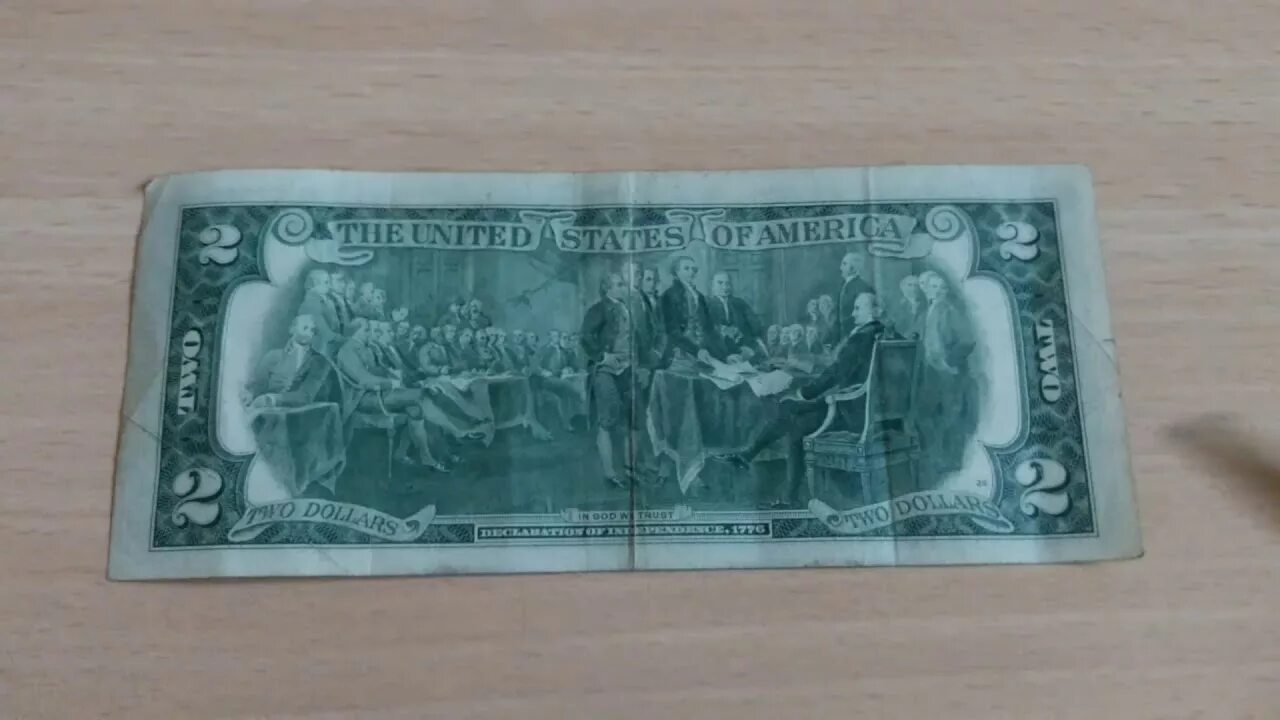 THE UNITED STATES OF AMERICA
2
2
TWO
TWO
2
2
TWO DOLLARS
IN GOD WE TRUST
TWO DOLLARS
DECLARATION OF INDEPENDENCE, 1776